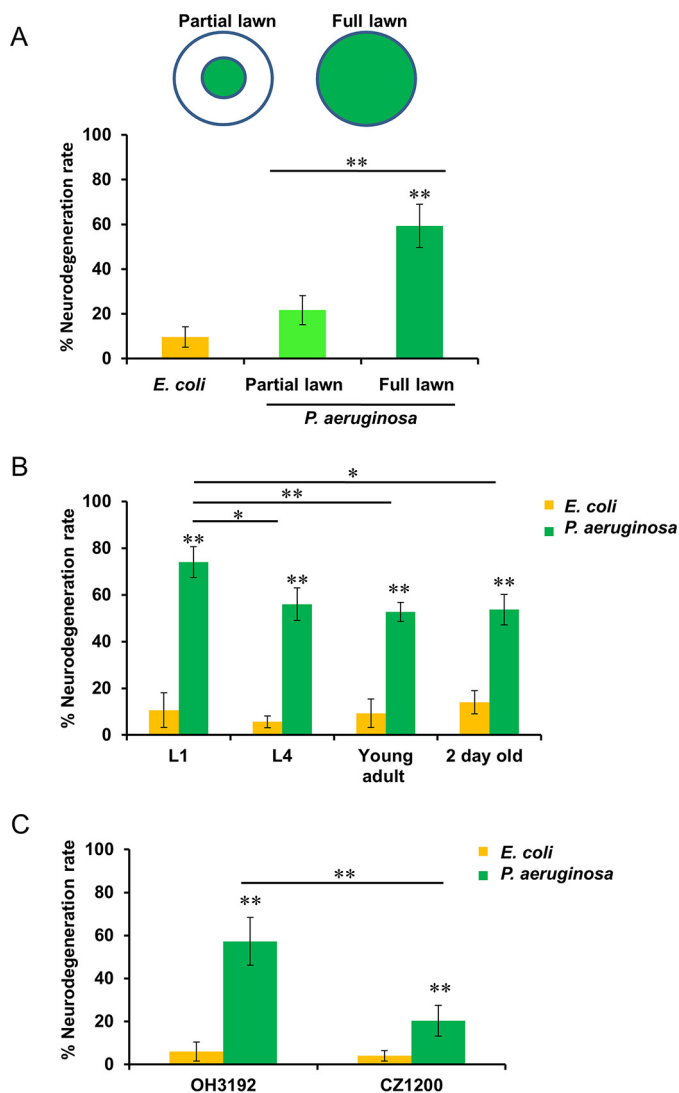 A
Partial lawn Full lawn
% Neurodegeneration rate
100
80
60
40
20
0
**
**
E. coli Partial lawn Full lawn
P. aeruginosa
B
% Neurodegeneration rate
100
80
60
40
20
0
*
**
*
** ** ** **
E. coli
P. aeruginosa
L1 L4 Young 2 day old
adult
C
% Neurodegeneration rate
100
80
60
40
20
0
**
**
**
E. coli
P. aeruginosa
OH3192 CZ1200